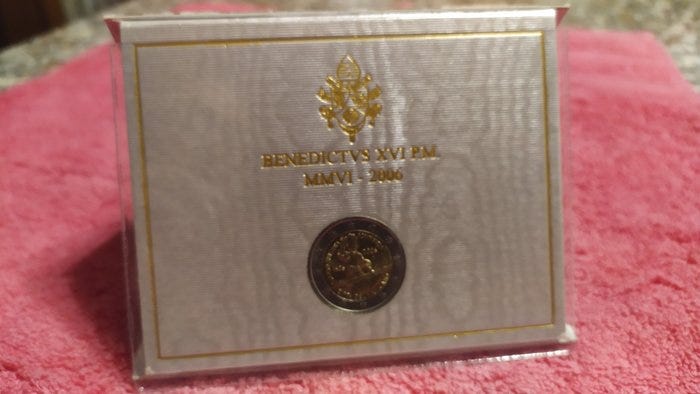 BENEDICTVS XVI P.M.
MMVI - 2006